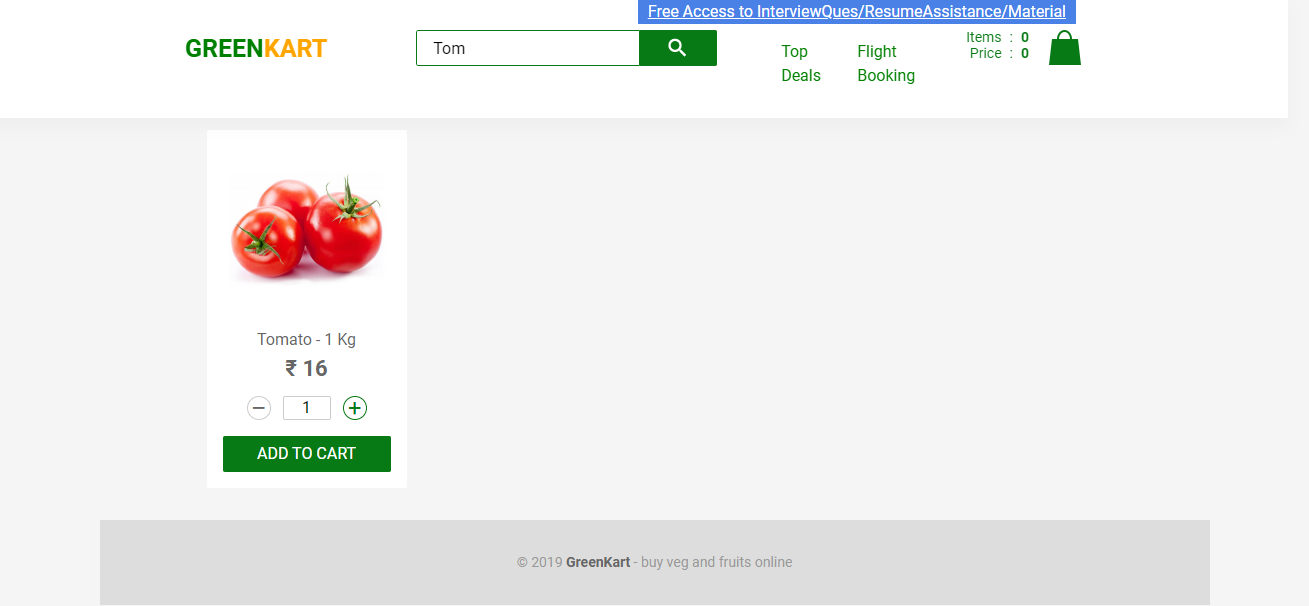 Free Access to InterviewQues/ResumeAssistance/Material
GREENKART
Tom
Top
Deals
Flight
Booking
Items : 0
Price : 0
Tomato - 1 Kg
₹ 16
1
ADD TO CART
© 2019 GreenKart - buy veg and fruits online